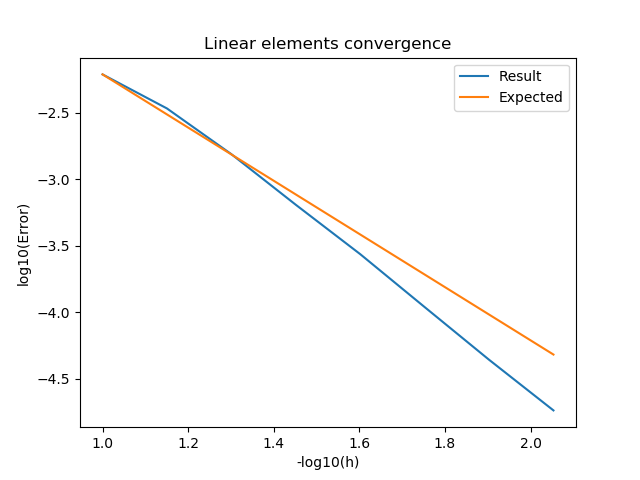 Linear elements convergence
Result
Expected
log10(Error)
−2.5
−3.0
−3.5
−4.0
−4.5
1.0 1.2 1.4 1.6 1.8 2.0
-log10(h)